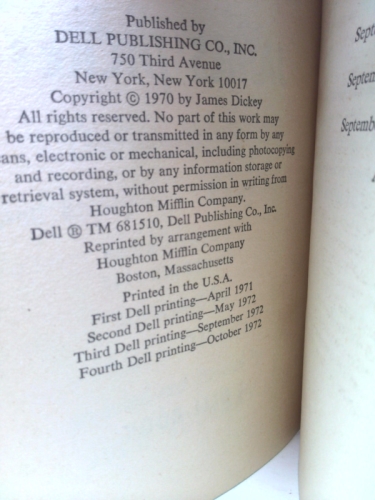 Published by
DELL PUBLISHING CO., INC.
750 Third Avenue
New York, New York 10017
Copyright © 1970 by James Dickey
All rights reserved. No part of this work may
be reproduced or transmitted in any form by any
ans, electronic or mechanical, including photocopying
and recording, or by any information storage or
retrieval system, without permission in writing from
Houghton Mifflin Company.
Dell ® TM 681510, Dell Publishing Co., Inc.
Reprinted by arrangement with
Houghton Mifflin Company
Boston, Massachusetts
Printed in the U.S.A.
First Dell printing—April 1971
Second Dell printing—May 1972
Third Dell printing—September 1972
Fourth Dell printing—October 1972
Septe
Septem
Septembe